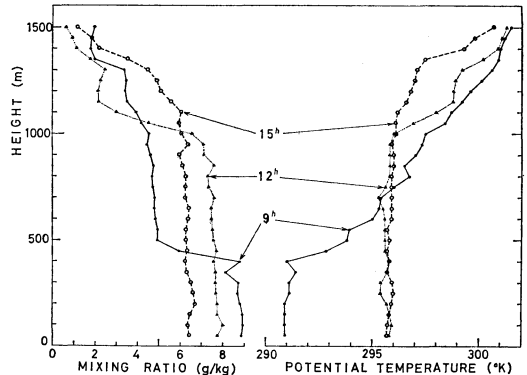 HEIGHT (m)
1500
1000
500
0
15h
12h
9h
0 2 4 6 8 290 295 300
MIXING RATIO (g/kg) POTENTIAL TEMPERATURE (°K)